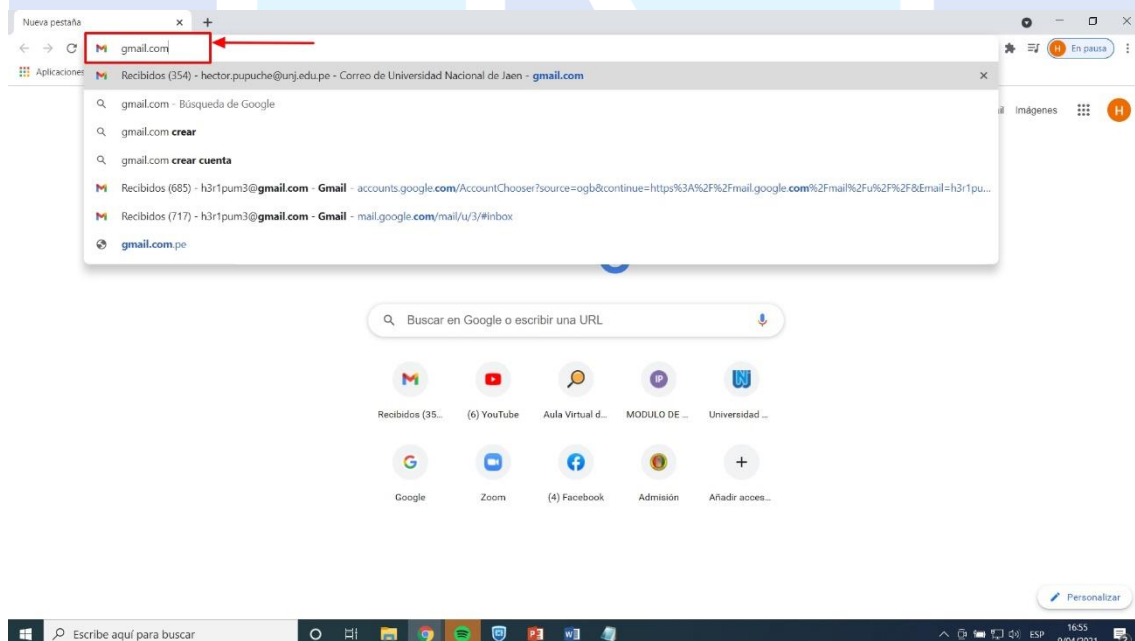 Nueva pestaña
gmail.com
En pausa
Aplicaciones
Recibidos (354) - hector.pupuche@unj.edu.pe - Correo de Universidad Nacional de Jaen - gmail.com
gmail.com - Búsqueda de Google
Imágenes
H
gmail.com crear
gmail.com crear cuenta
Recibidos (685) - h3r1pum3@gmail.com - Gmail - accounts.google.com/AccountChooser?source=ogb&continue=https%3A%2F%2Fmail.google.com%2Fmail%2Fu%2F%2F&Email=h3r1pu...
Recibidos (717) - h3r1pum3@gmail.com - Gmail - mail.google.com/mail/u/3/#inbox
gmail.com.pe
Buscar en Google o escribir una URL
Recibidos (35... (6) YouTube Aula Virtual d... MODULO DE ... Universidad ...
Google Zoom (4) Facebook Admisión Añadir acces...
Personalizar
Escribe aquí para buscar
ESP
16:55
9/04/2021